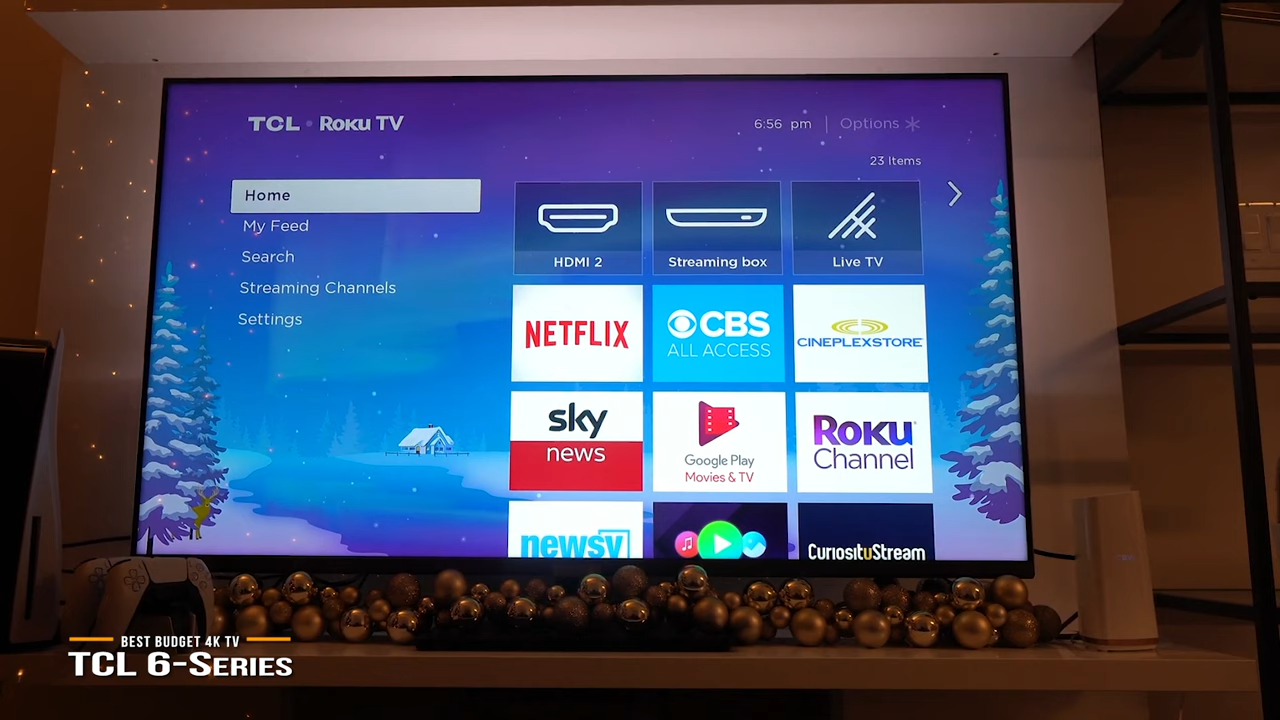 TCL • Roku TV
6:56 pm | Options
23 Items
Home
My Feed
Search
Streaming Channels
Settings
HDMI 2
Streaming box
Live TV
NETFLIX
CBS
ALL ACCESS
CINEPLEXSTORE
sky
news
Google Play
Movies & TV
Roku
Channel
newsy
CuriosityStream
BEST BUDGET 4K TV
TCL 6-SERIES